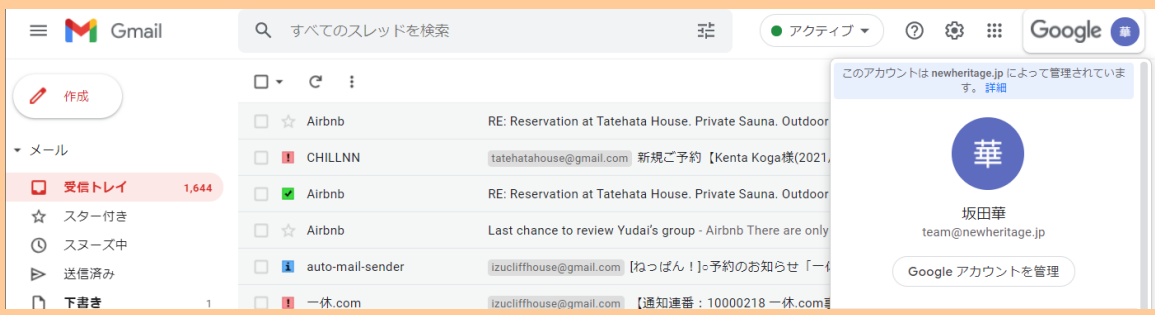 Gmail
すべてのスレッドを検索
アクティブ
Google 華
このアカウントは newheritage.jp によって管理されていま
す。 詳細
作成
メール
受信トレイ 1,644
スター付き
スヌーズ中
送信済み
下書き 1
Airbnb RE: Reservation at Tatehata House. Private Sauna. Outdoor
CHILLNN tatehatahouse@gmail.com 新規ご予約【Kenta Koga様(2021/
Airbnb RE: Reservation at Tatehata House. Private Sauna. Outdoor
Airbnb Last chance to review Yudai’s group - Airbnb There are only
auto-mail-sender izucliffhouse@gmail.com [ねっぱん！]○予約のお知らせ「一
一休.com izucliffhouse@gmail.com 【通知連番：10000218 一休.com
華
坂田華
team@newheritage.jp
Google アカウントを管理